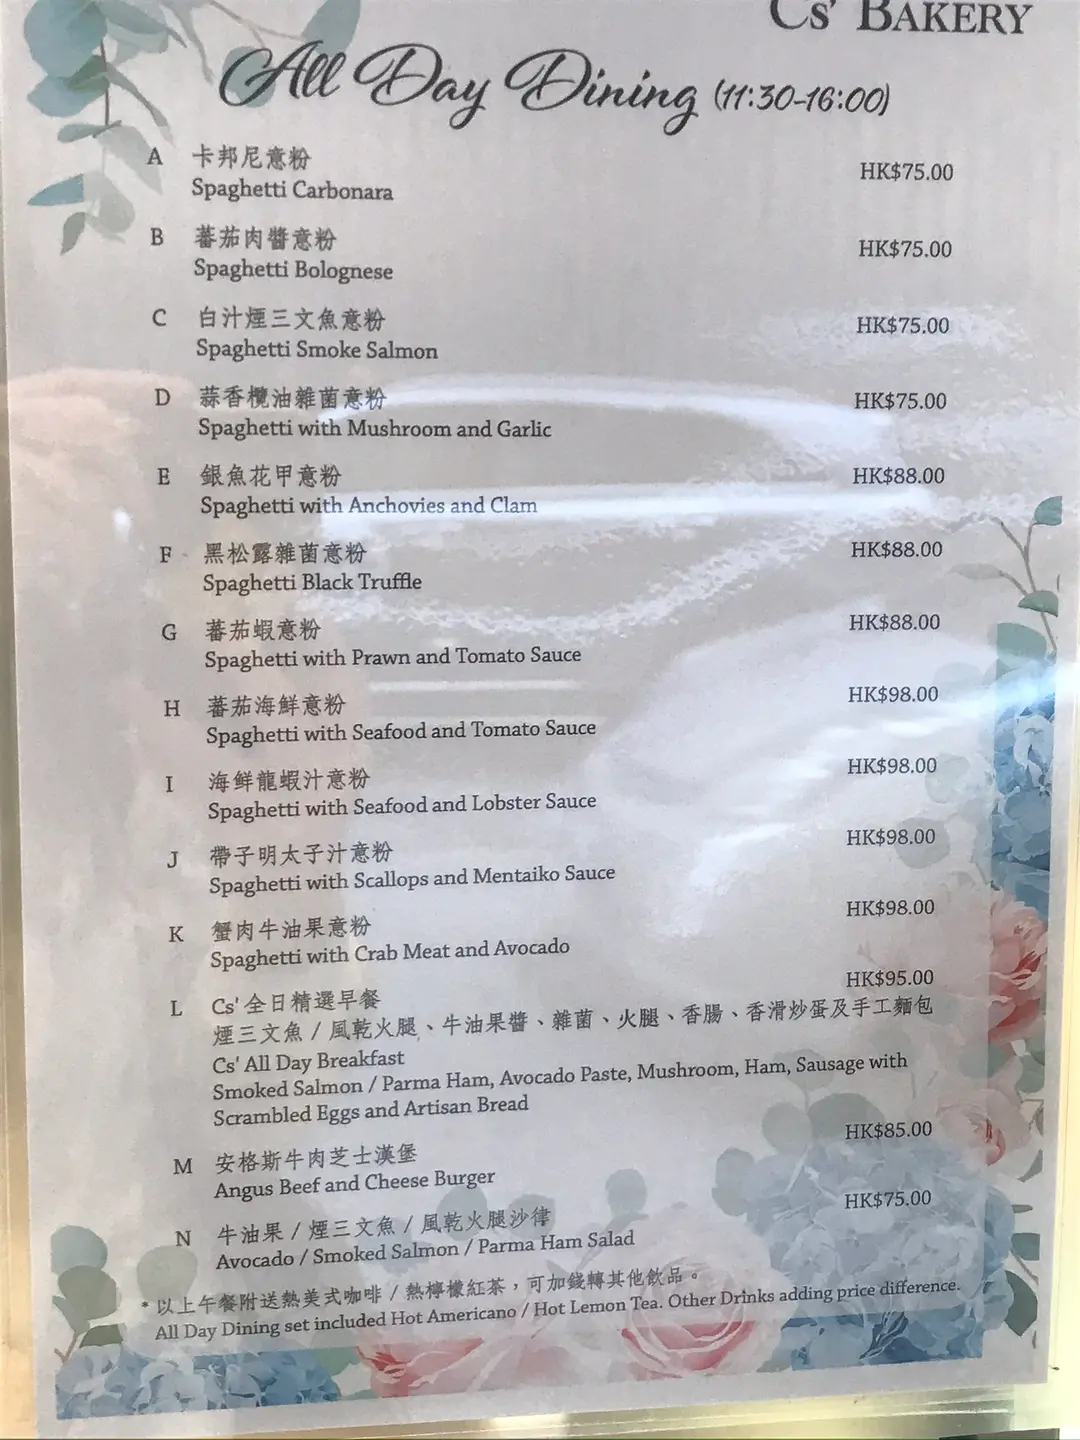 Cs' BAKERY
All Day Dining (11:30-16:00)
A 卡邦尼意粉
Spaghetti Carbonara
HK$75.00
B 蕃茄肉醬意粉
Spaghetti Bolognese
HK$75.00
C 白汁煙三文魚意粉
Spaghetti Smoke Salmon
HK$75.00
D 蒜香欖油雜菌意粉
Spaghetti with Mushroom and Garlic
HK$75.00
E 銀魚花甲意粉
Spaghetti with Anchovies and Clam
HK$88.00
F 黑松露雜菌意粉
Spaghetti Black Truffle
HK$88.00
G 蕃茄蝦意粉
Spaghetti with Prawn and Tomato Sauce
HK$88.00
H 蕃茄海鮮意粉
Spaghetti with Seafood and Tomato Sauce
HK$98.00
I 海鮮龍蝦汁意粉
Spaghetti with Seafood and Lobster Sauce
HK$98.00
J 帶子明太子汁意粉
Spaghetti with Scallops and Mentaiko Sauce
HK$98.00
K 蟹肉牛油果意粉
Spaghetti with Crab Meat and Avocado
HK$98.00
L Cs' 全日精選早餐
HK$95.00
煙三文魚 / 風乾火腿、牛油果醬、雜菌、火腿、香腸、香滑炒蛋及手工麵包
Cs' All Day Breakfast
Smoked Salmon / Parma Ham, Avocado Paste, Mushroom, Ham, Sausage with
Scrambled Eggs and Artisan Bread
M 安格斯牛肉芝士漢堡
Angus Beef and Cheese Burger
HK$85.00
N 牛油果 / 煙三文魚 / 風乾火腿沙律
Avocado / Smoked Salmon / Parma Ham Salad
HK$75.00
* 以上午餐附送熱美式咖啡 / 熱檸檬紅茶，可加錢轉其他飲品。
All Day Dining set included Hot Americano / Hot Lemon Tea. Other Drinks adding price difference.